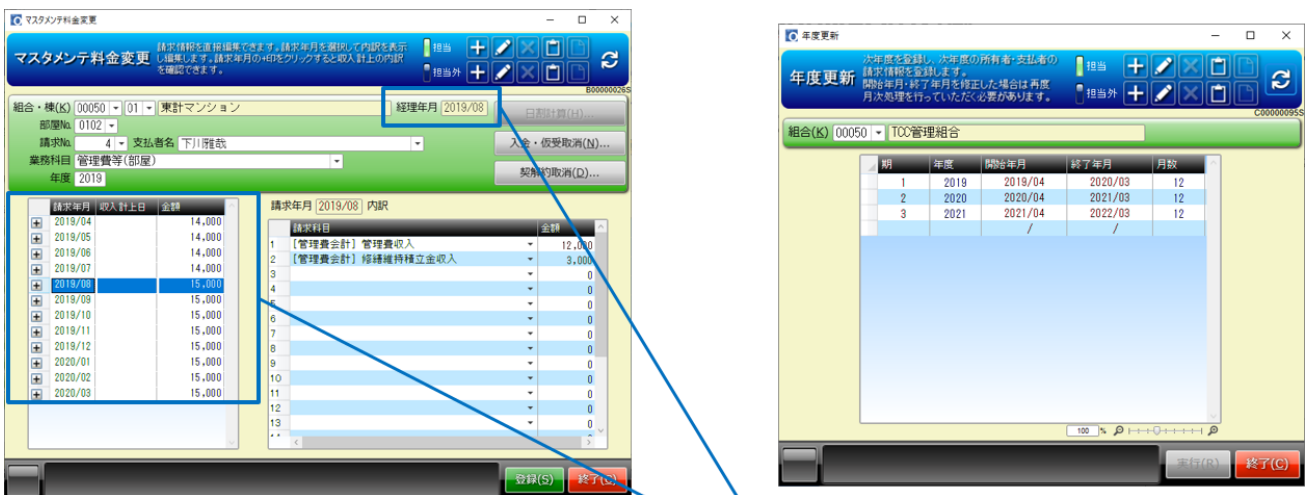 マスタメンテ料金変更
マスタメンテ料金変更
請求情報を直接編集できます。請求年月を選択して内訳を表示
し編集します。請求年月の+印をクリックすると収入計上の内訳
を確認できます。
担当
担当外
B00000026S
組合・棟(K) 00050 01 東計マンション 経理年月 2019/08 日割計算(H)...
部屋No. 0102
請求No. 4 支払者名 下川雅哉 入金・仮受取消(N)...
業務科目 管理費等(部屋) 契解約取消(D)...
年度 2019
請求年月 収入計上日 金額
2019/04 14,000
2019/05 14,000
2019/06 14,000
2019/07 14,000
2019/08 15,000
2019/09 15,000
2019/10 15,000
2019/11 15,000
2019/12 15,000
2020/01 15,000
2020/02 15,000
2020/03 15,000
請求年月 2019/08 内訳
請求科目 金額
1 [管理費会計] 管理費収入 12,000
2 [管理費会計] 修繕維持積立金収入 3,000
3 0
4 0
5 0
6 0
7 0
8 0
9 0
10 0
11 0
12 0
13 0
登録(S) 終了(C)
年度更新
年度更新
次年度を登録し、次年度の所有者・支払者の
請求情報を登録します。
開始年月・終了年月を修正した場合は再度
月次処理を行っていただく必要があります。
担当
担当外
C00000095S
組合(K) 00050 TCC管理組合
期 年度 開始年月 終了年月 月数
1 2019 2019/04 2020/03 12
2 2020 2020/04 2021/03 12
3 2021 2021/04 2022/03 12
/ /
100 %
実行(R) 終了(C)